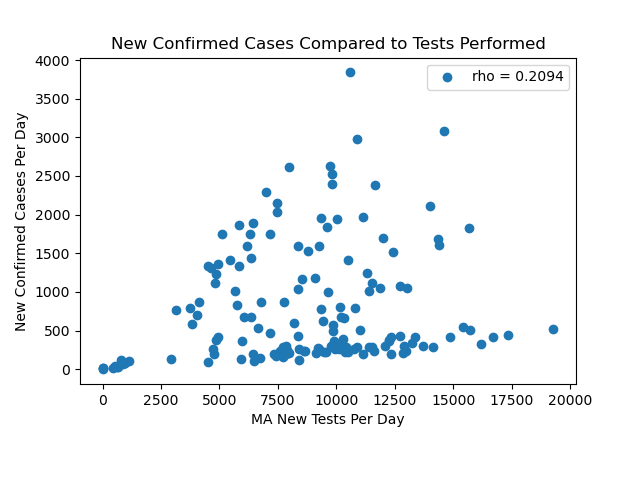 New Confirmed Cases Compared to Tests Performed
rho = 0.2094
New Confirmed Caeses Per Day
4000
3500
3000
2500
2000
1500
1000
500
0
0 2500 5000 7500 10000 12500 15000 17500 20000
MA New Tests Per Day